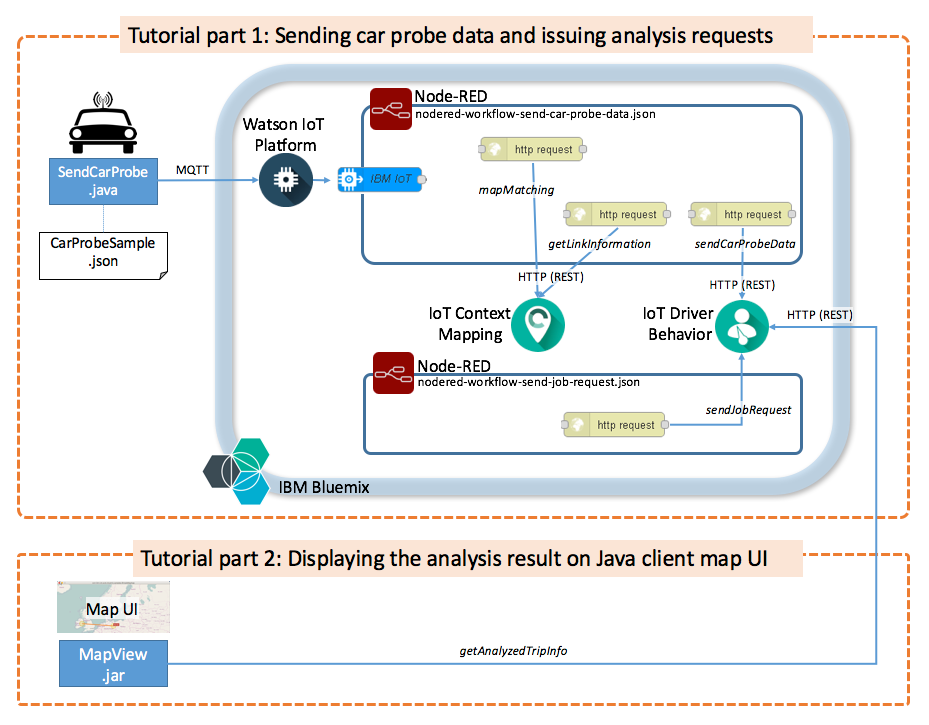 Tutorial part 1: Sending car probe data and issuing analysis requests
Node-RED
nodered-workflow-send-car-probe-data.json
Watson IoT
Platform
SendCarProbe
.java
MQTT
IBM IoT
http request
mapMatching
http request
getLinkInformation
http request
sendCarProbeData
CarProbeSample
.json
HTTP (REST)
HTTP (REST)
IoT Context
Mapping
IoT Driver
Behavior
HTTP (REST)
Node-RED
nodered-workflow-send-job-request.json
http request
sendJobRequest
IBM Bluemix
Tutorial part 2: Displaying the analysis result on Java client map UI
Map UI
MapView
.jar
getAnalyzedTripInfo